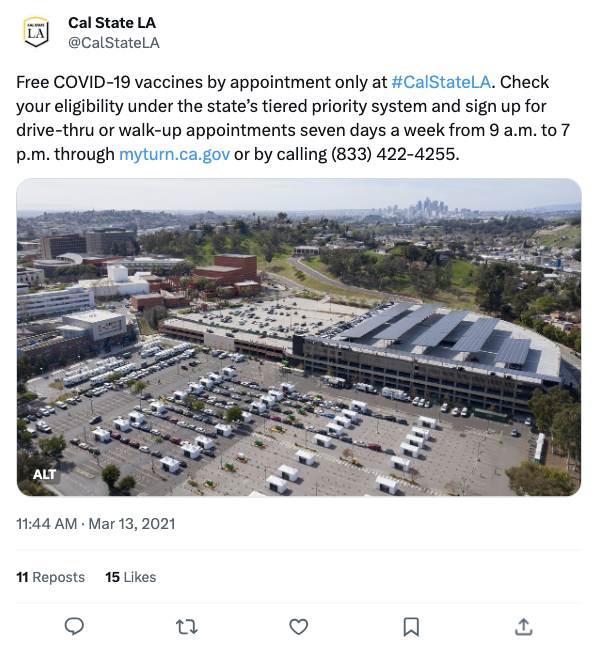 Cal State LA
@CalStateLA
CAL STATE
LA
Free COVID-19 vaccines by appointment only at #CalStateLA. Check
your eligibility under the state’s tiered priority system and sign up for
drive-thru or walk-up appointments seven days a week from 9 a.m. to 7
p.m. through myturn.ca.gov or by calling (833) 422-4255.
ALT
11:44 AM · Mar 13, 2021
11 Reposts 15 Likes